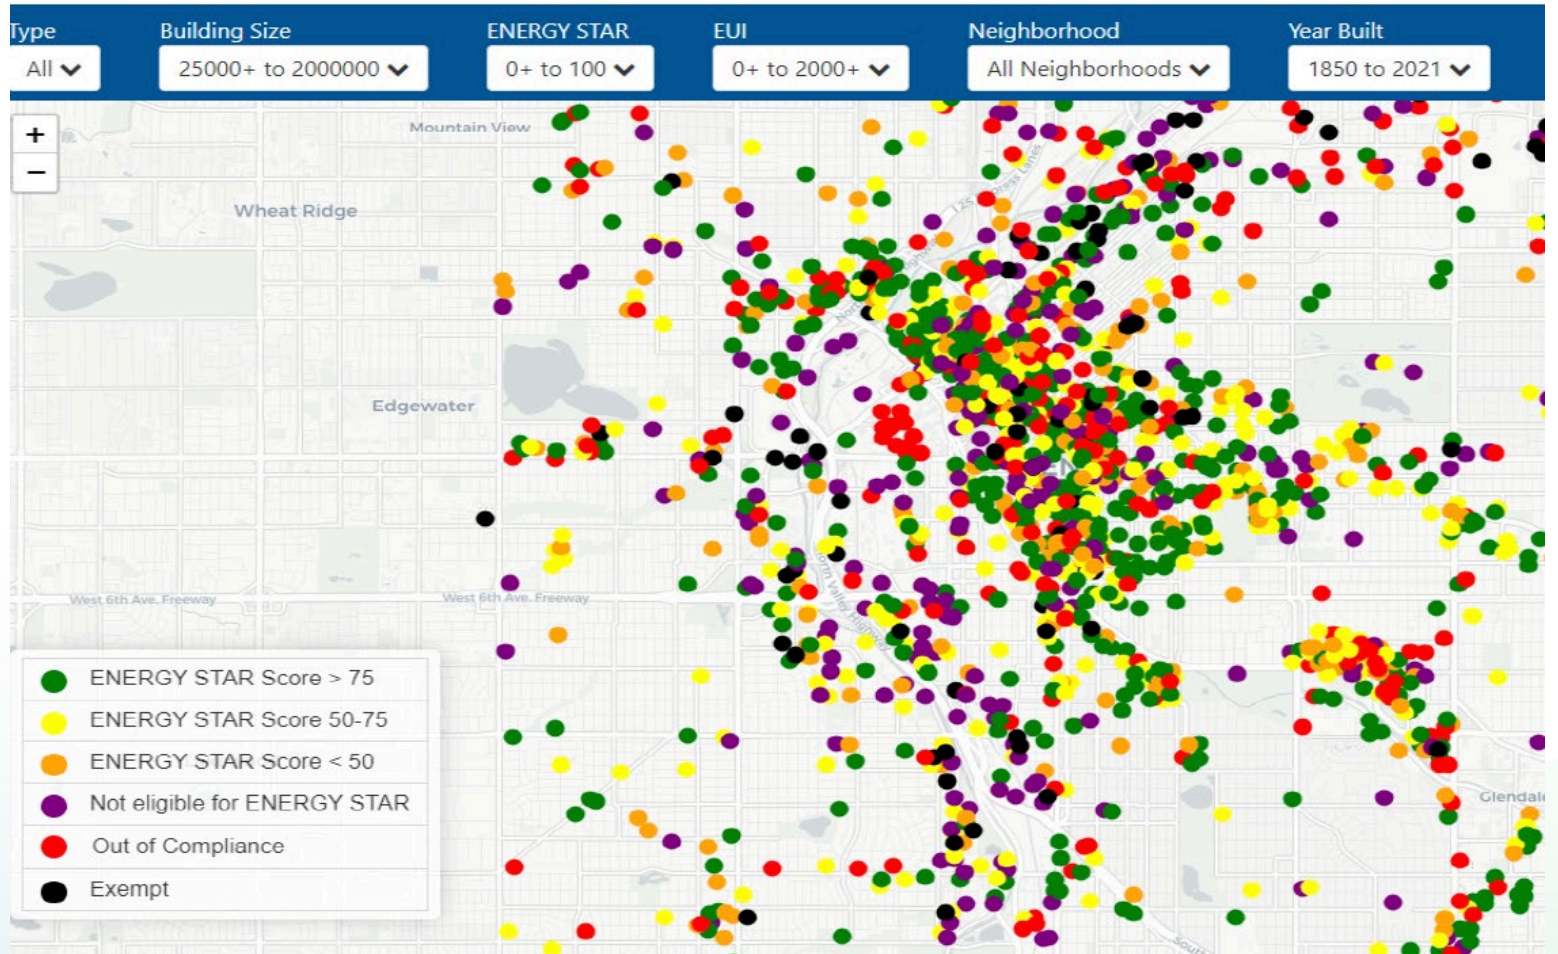 Type
Building Size
ENERGY STAR
EUI
Neighborhood
Year Built
All
25000+ to 2000000
0+ to 100
0+ to 2000+
All Neighborhoods
1850 to 2021
+
−
Mountain View
Wheat Ridge
Edgewater
West 6th Ave. Freeway
West 6th Ave. Freeway
Glendale
ENERGY STAR Score > 75
ENERGY STAR Score 50-75
ENERGY STAR Score < 50
Not eligible for ENERGY STAR
Out of Compliance
Exempt